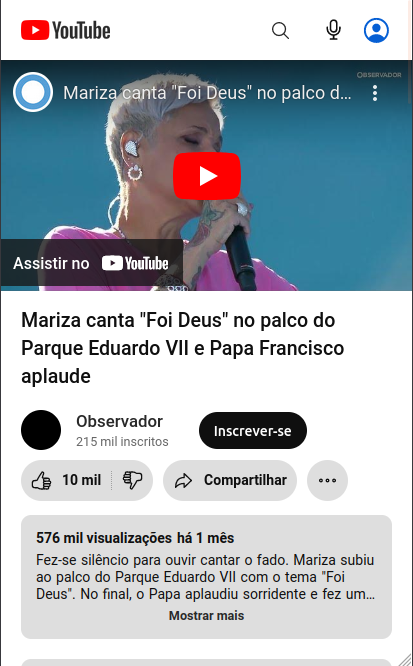 YouTube
OBSERVADOR
Mariza canta "Foi Deus" no palco d...
Assistir no YouTube
Mariza canta "Foi Deus" no palco do
Parque Eduardo VII e Papa Francisco
aplaude
Observador
215 mil inscritos
Inscrever-se
10 mil
Compartilhar
576 mil visualizações há 1 mês
Fez-se silêncio para ouvir cantar o fado. Mariza subiu
ao palco do Parque Eduardo VII com o tema "Foi
Deus". No final, o Papa aplaudiu sorridente e fez um...
Mostrar mais